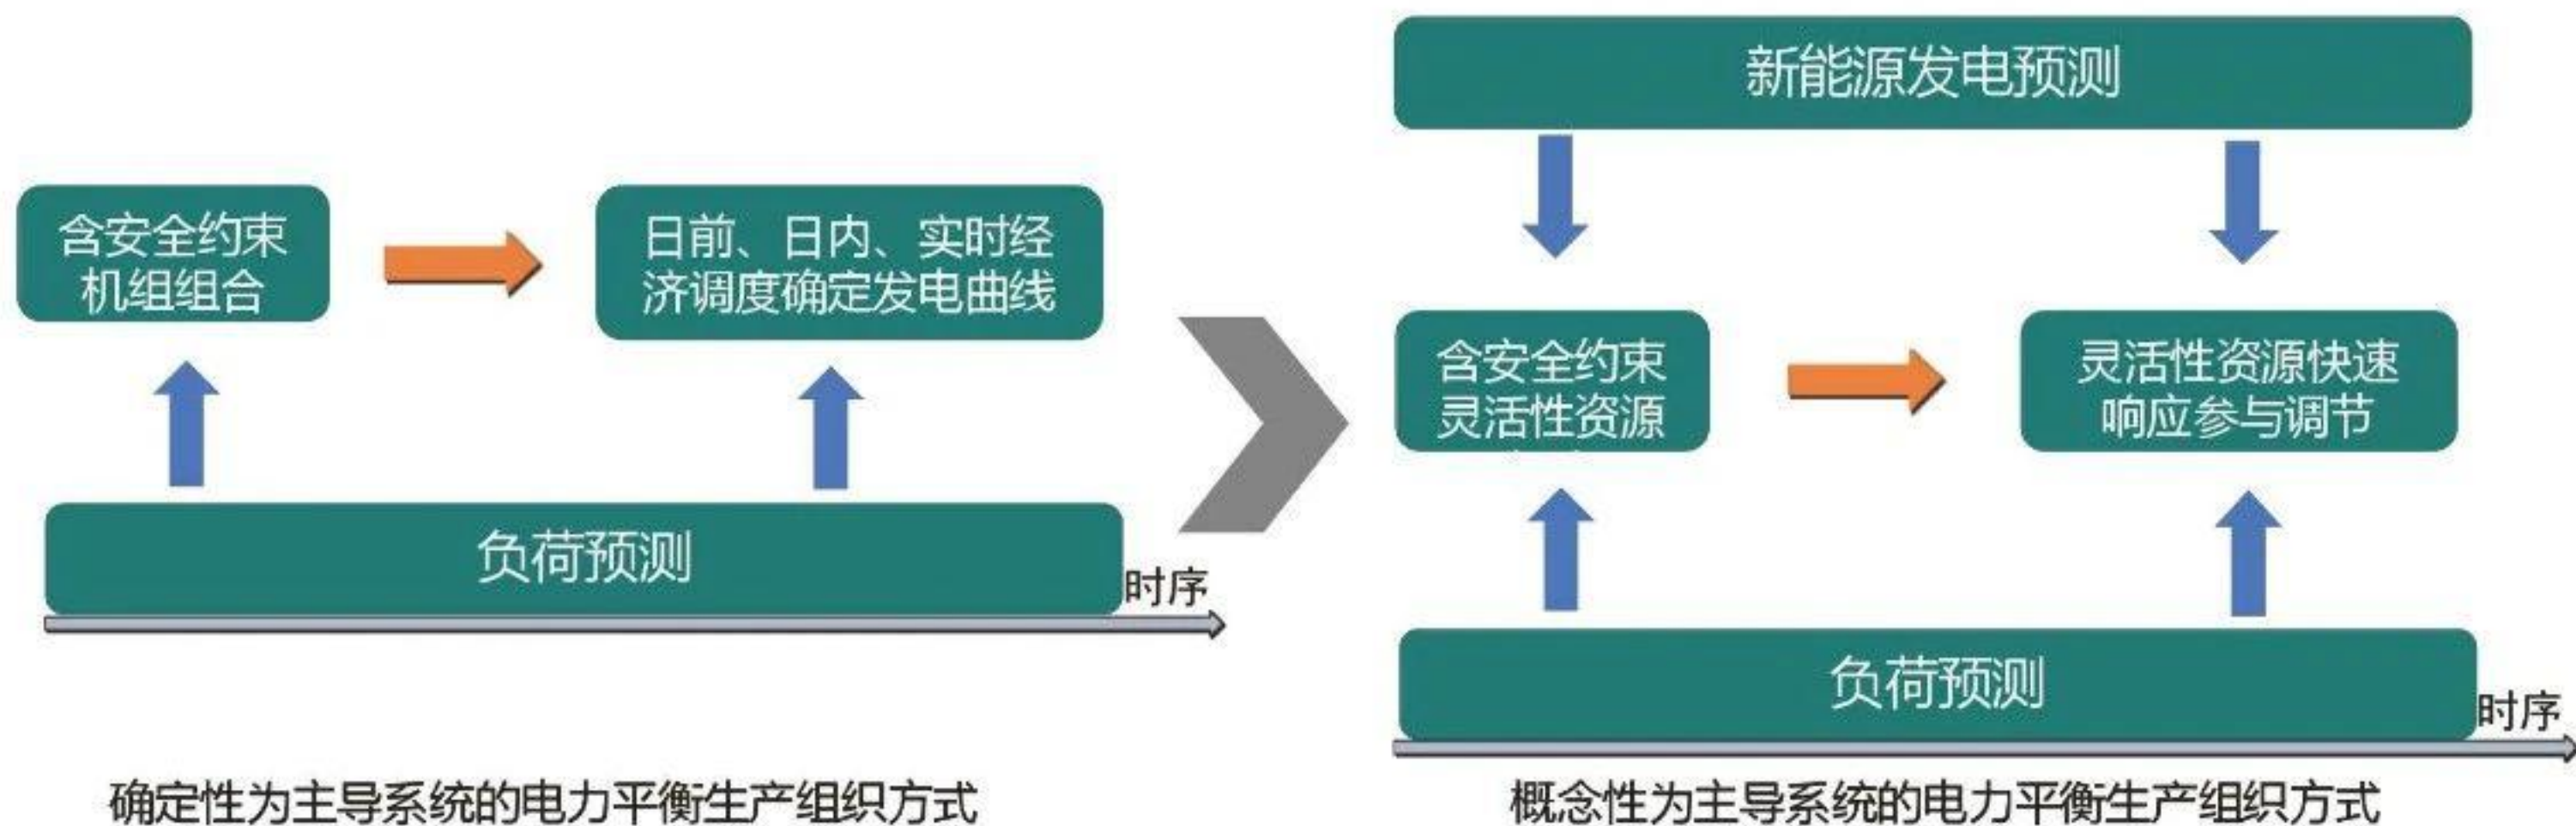 含安全约束
机组组合
日前、日内、实时经
济调度确定发电曲线
负荷预测
时序
确定性为主导系统的电力平衡生产组织方式
新能源发电预测
含安全约束
灵活性资源
灵活性资源快速
响应参与调节
负荷预测
时序
概念性为主导系统的电力平衡生产组织方式